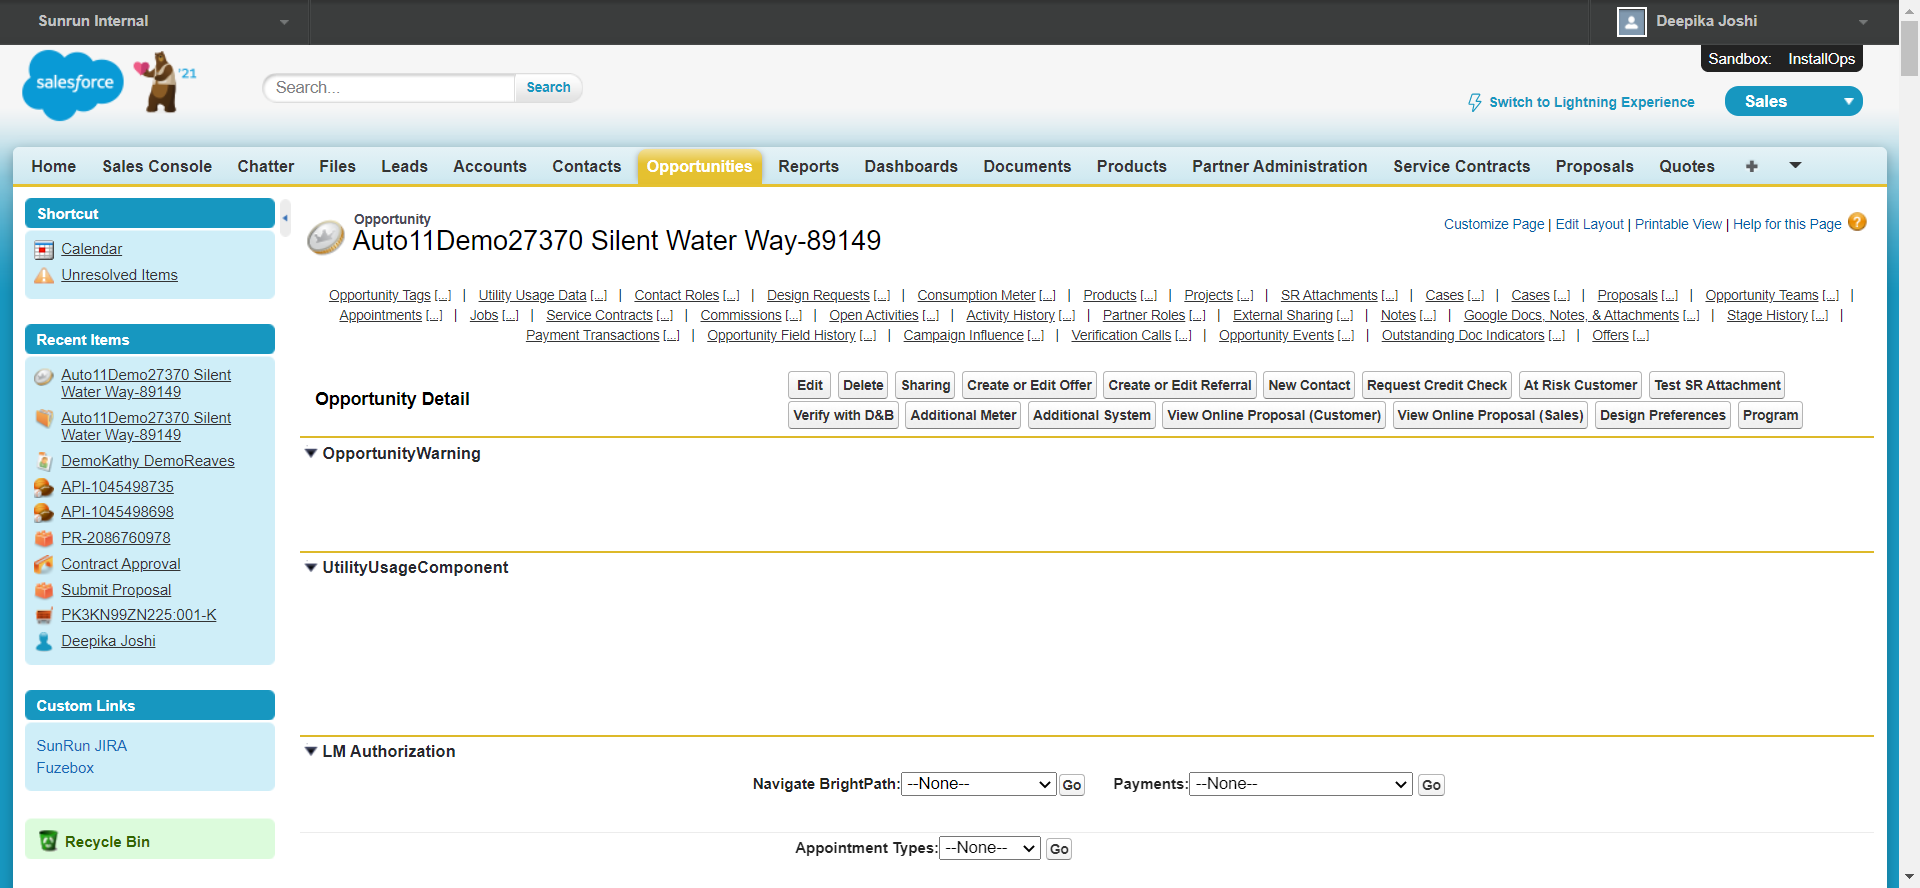 Sunrun Internal
Deepika Joshi
Sandbox: InstallOps
salesforce '21
Search...
Search
Switch to Lightning Experience
Sales
Home Sales Console Chatter Files Leads Accounts Contacts Opportunities Reports Dashboards Documents Products Partner Administration Service Contracts Proposals Quotes +
Shortcut
Calendar
Unresolved Items
Recent Items
Auto11Demo27370 Silent
Water Way-89149
Auto11Demo27370 Silent
Water Way-89149
DemoKathy DemoReaves
API-1045498735
API-1045498698
PR-2086760978
Contract Approval
Submit Proposal
PK3KN99ZN225:001-K
Deepika Joshi
Custom Links
SunRun JIRA
Fuzebox
Recycle Bin
Opportunity
Auto11Demo27370 Silent Water Way-89149
Customize Page | Edit Layout | Printable View | Help for this Page ?
Opportunity Tags [...] | Utility Usage Data [...] | Contact Roles [...] | Design Requests [...] | Consumption Meter [...] | Products [...] | Projects [...] | SR Attachments [...] | Cases [...] | Cases [...] | Proposals [...] | Opportunity Teams [...] |
Appointments [...] | Jobs [...] | Service Contracts [...] | Commissions [...] | Open Activities [...] | Activity History [...] | Partner Roles [...] | External Sharing [...] | Notes [...] | Google Docs, Notes, & Attachments [...] | Stage History [...] |
Payment Transactions [...] | Opportunity Field History [...] | Campaign Influence [...] | Verification Calls [...] | Opportunity Events [...] | Outstanding Doc Indicators [...] | Offers [...]
Opportunity Detail
Edit Delete Sharing Create or Edit Offer Create or Edit Referral New Contact Request Credit Check At Risk Customer Test SR Attachment
Verify with D&B Additional Meter Additional System View Online Proposal (Customer) View Online Proposal (Sales) Design Preferences Program
OpportunityWarning
UtilityUsageComponent
LM Authorization
Navigate BrightPath: --None-- Go Payments: --None-- Go
Appointment Types: --None-- Go